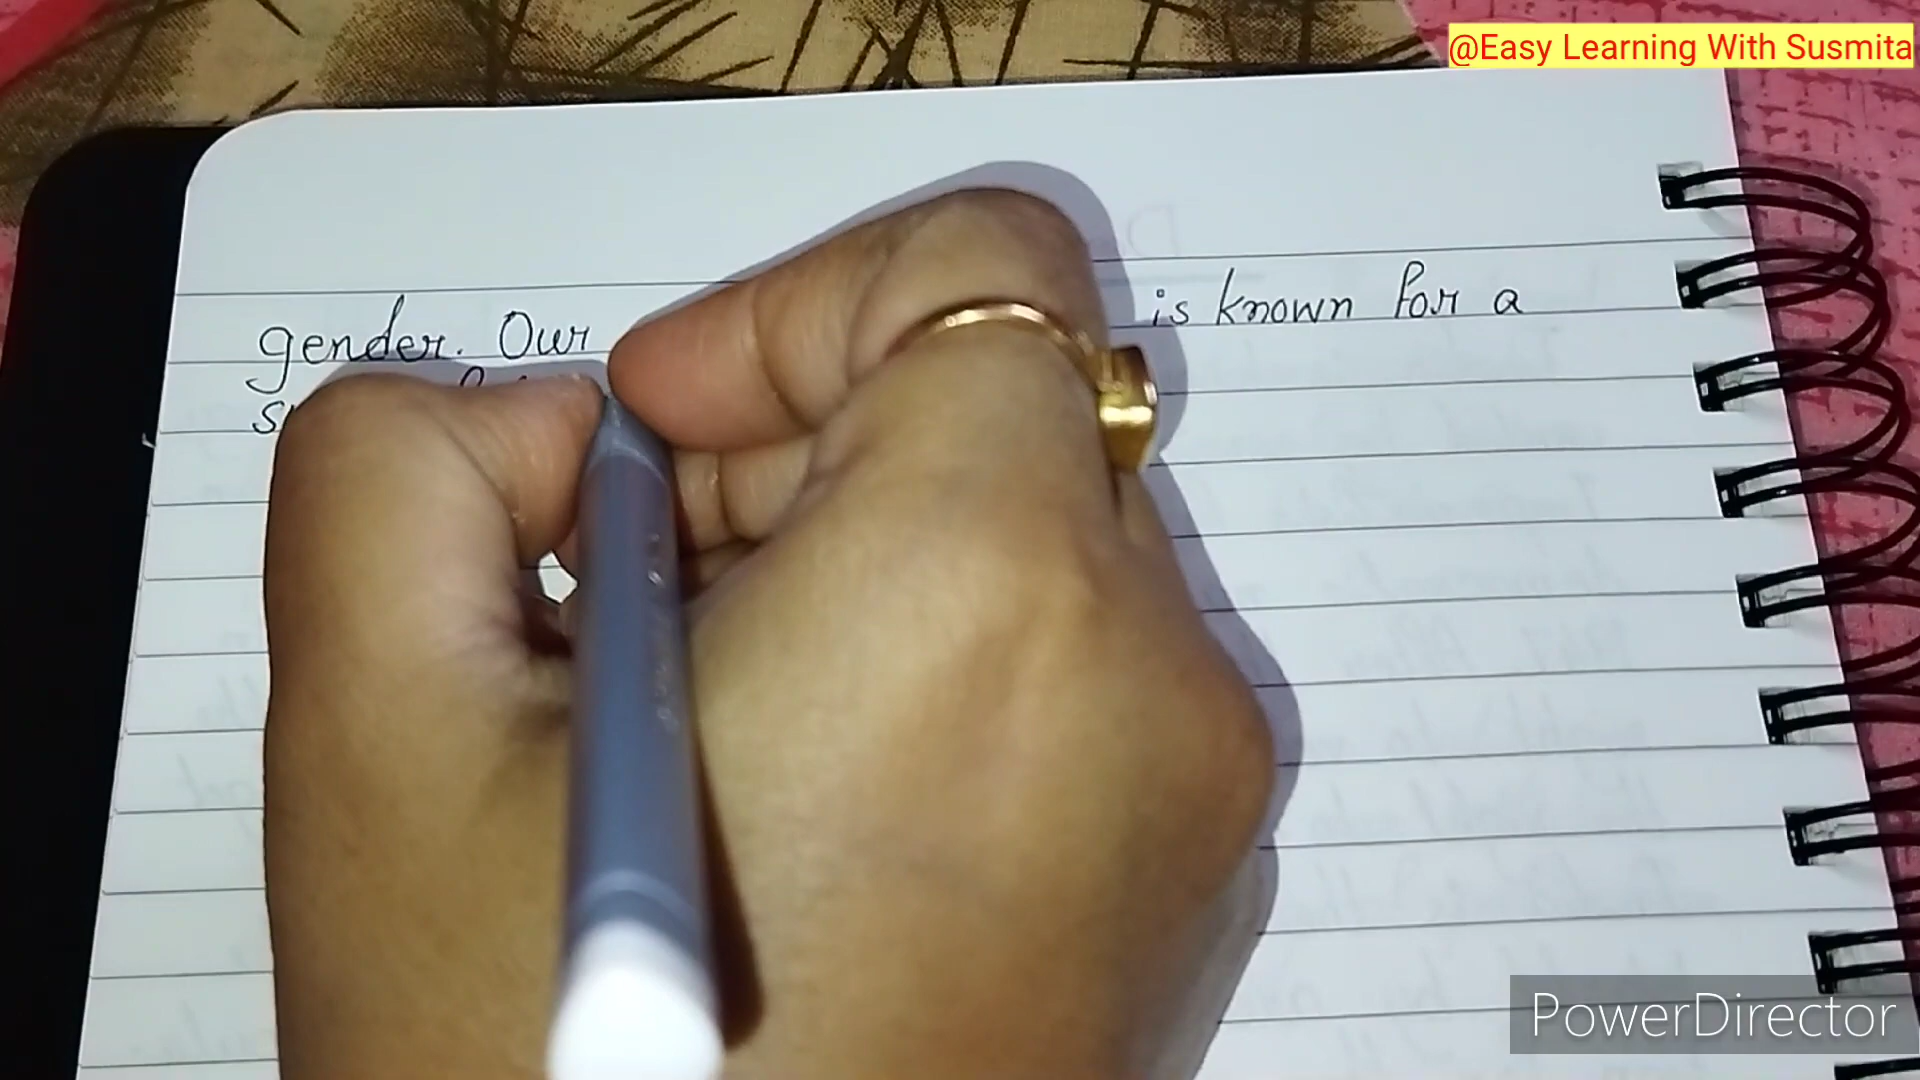 @Easy Learning With Susmita
gender. Our is known for a
PowerDirector